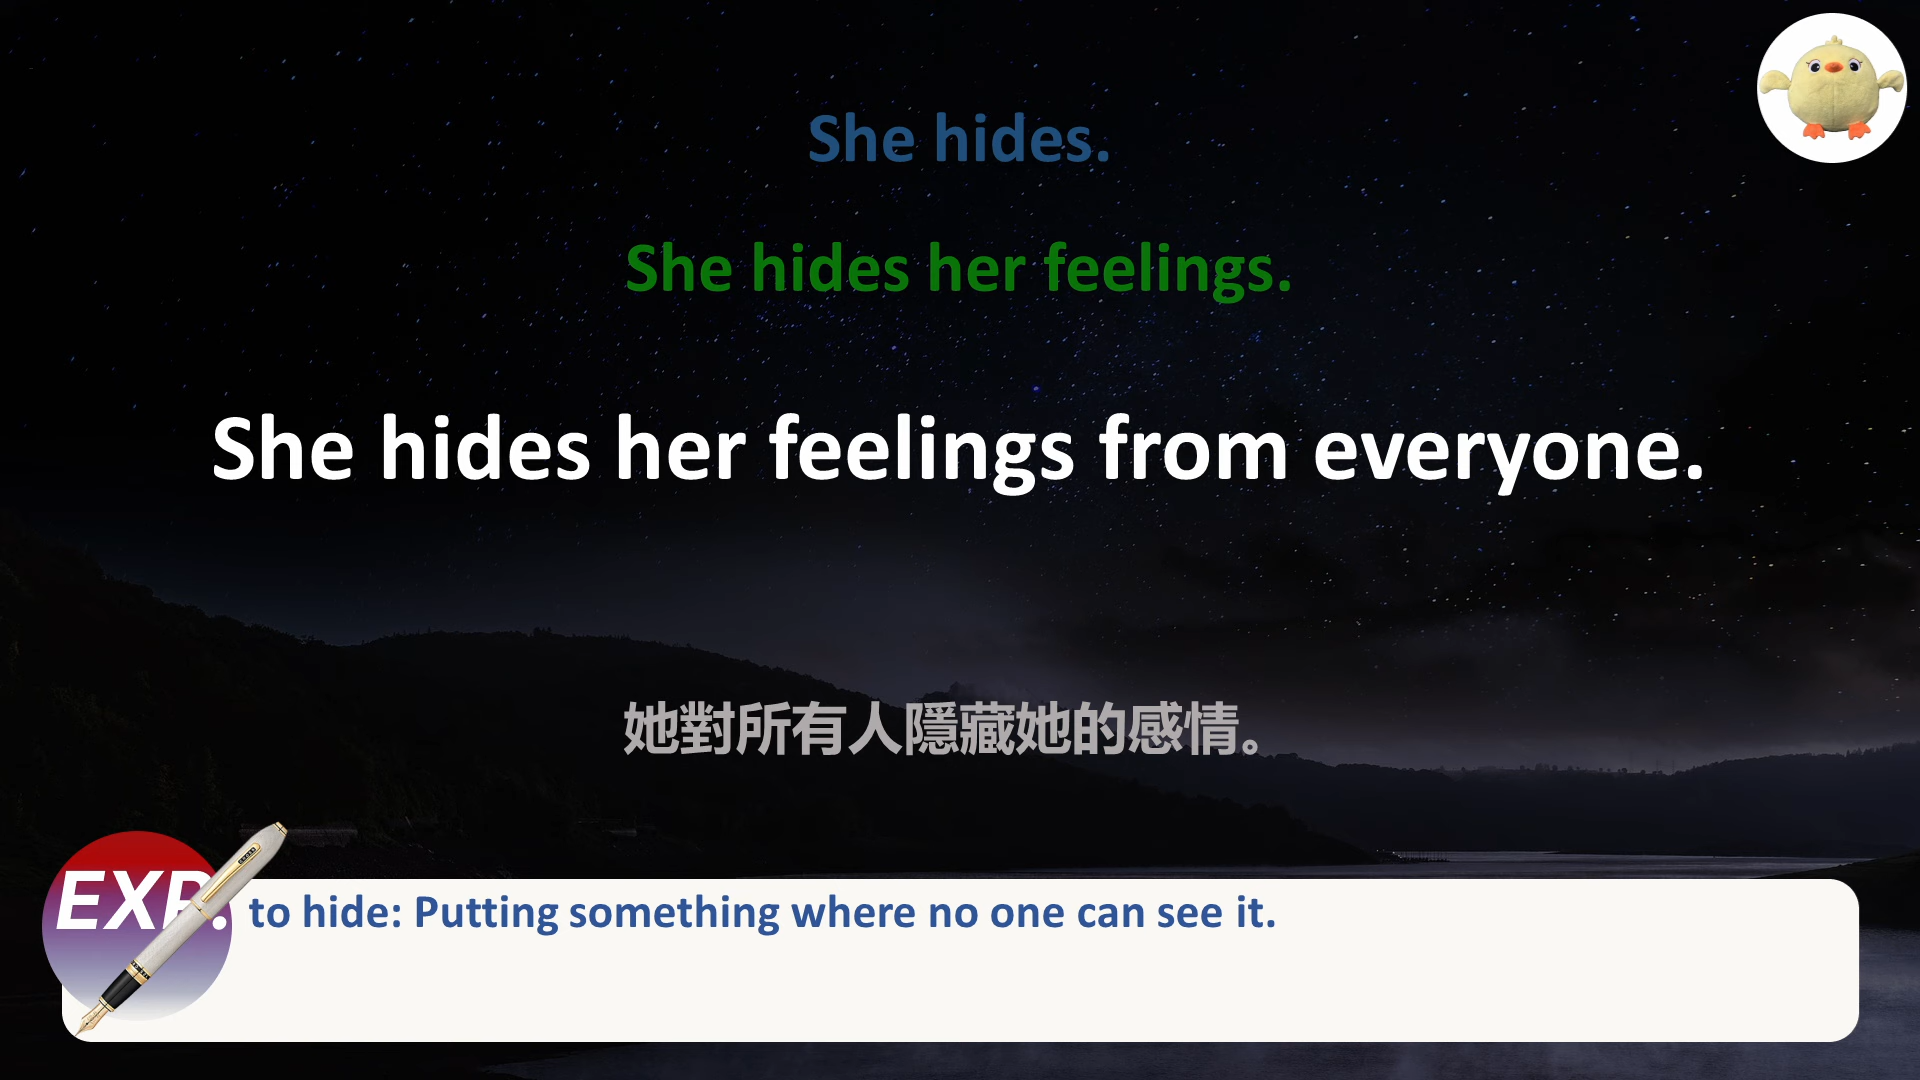 She hides.
She hides her feelings.
She hides her feelings from everyone.
她對所有人隱藏她的感情。
EXP.
to hide: Putting something where no one can see it.